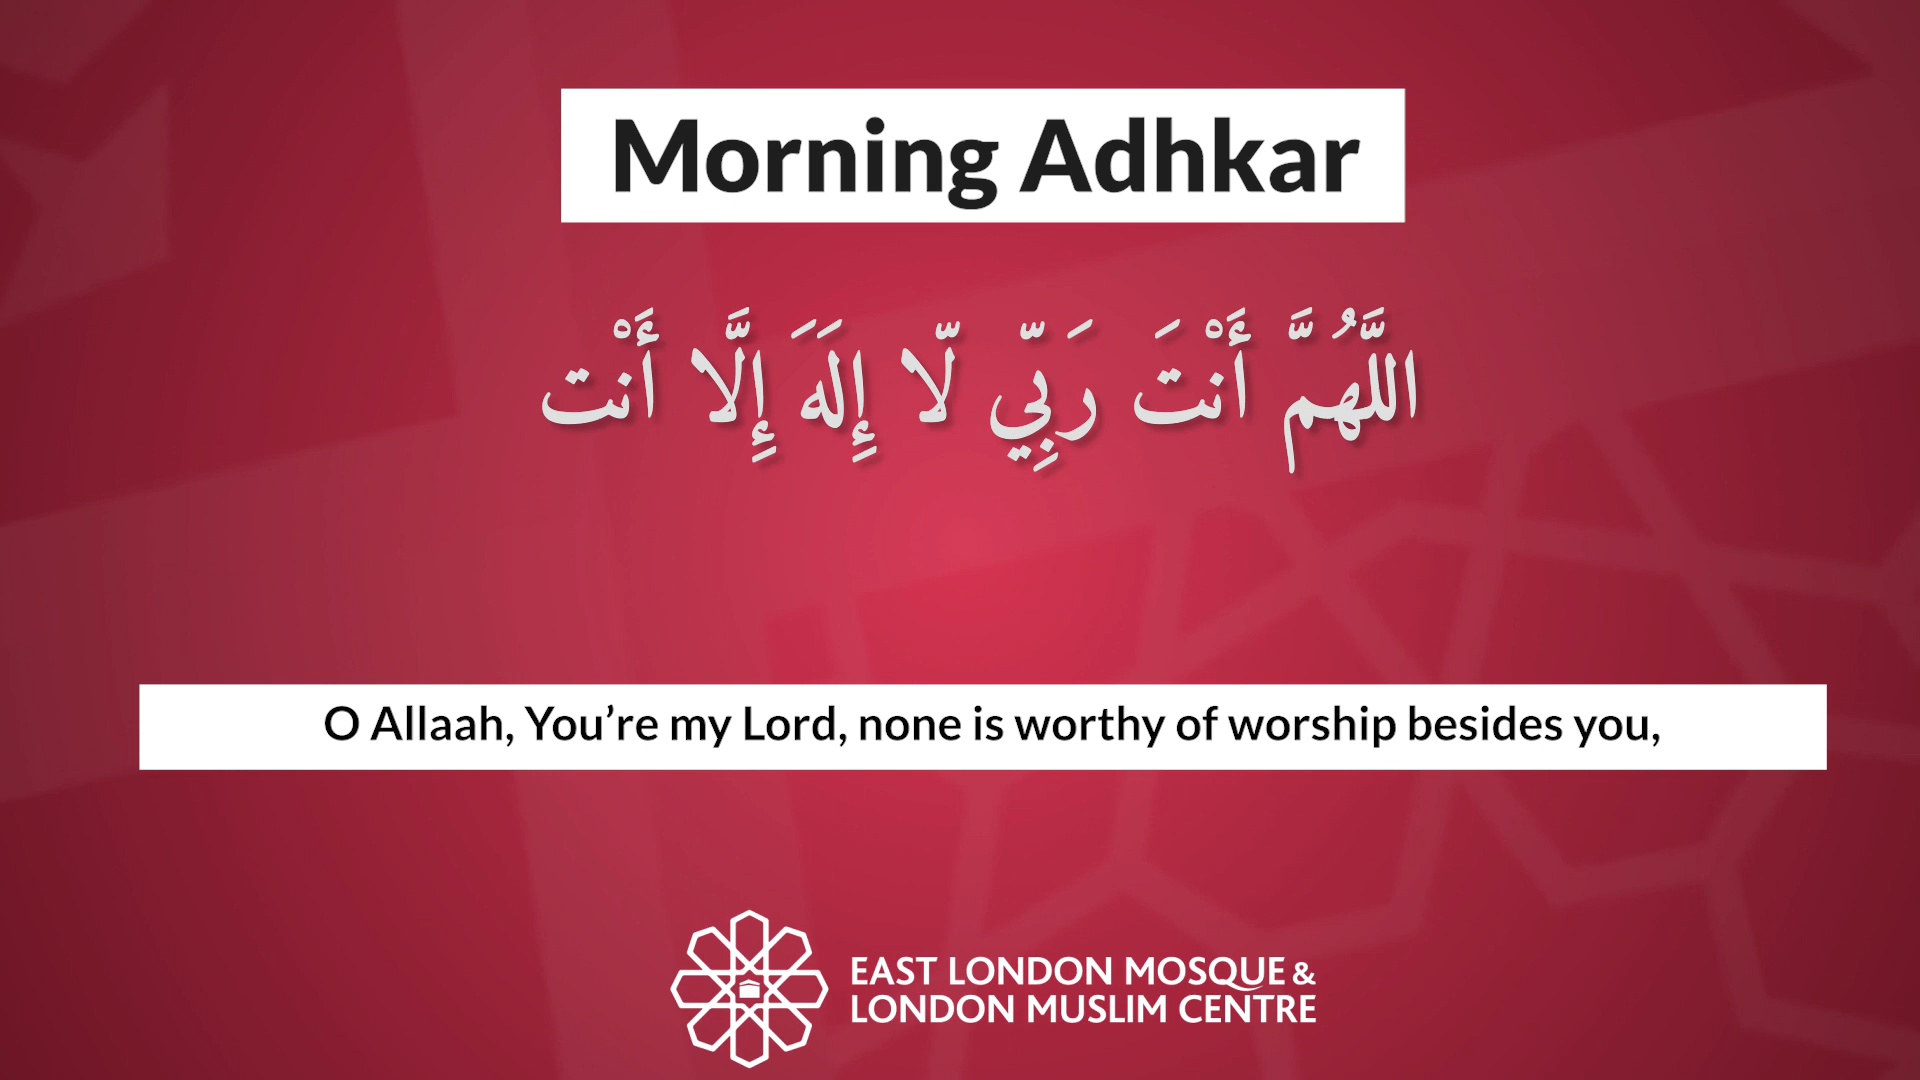 Morning Adhkar
اللَّهُمَّ أَنْتَ رَبِّي لّا إِلَهَ إِلَّا أَنْت
O Allaah, You’re my Lord, none is worthy of worship besides you,
EAST LONDON MOSQUE &
LONDON MUSLIM CENTRE